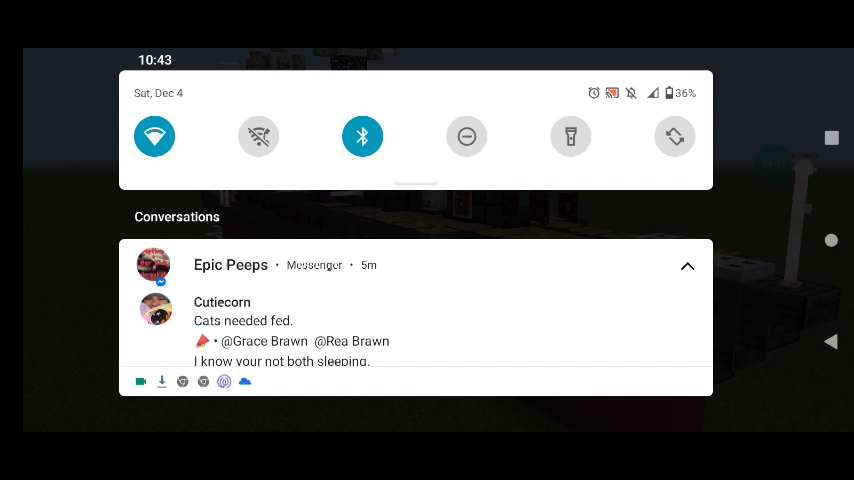 10:43
Sat, Dec 4
36%
Conversations
Epic Peeps • Messenger • 5m
Cutiecorn
Cats needed fed.
📣 • @Grace Brawn @Rea Brawn
I know your not both sleeping.